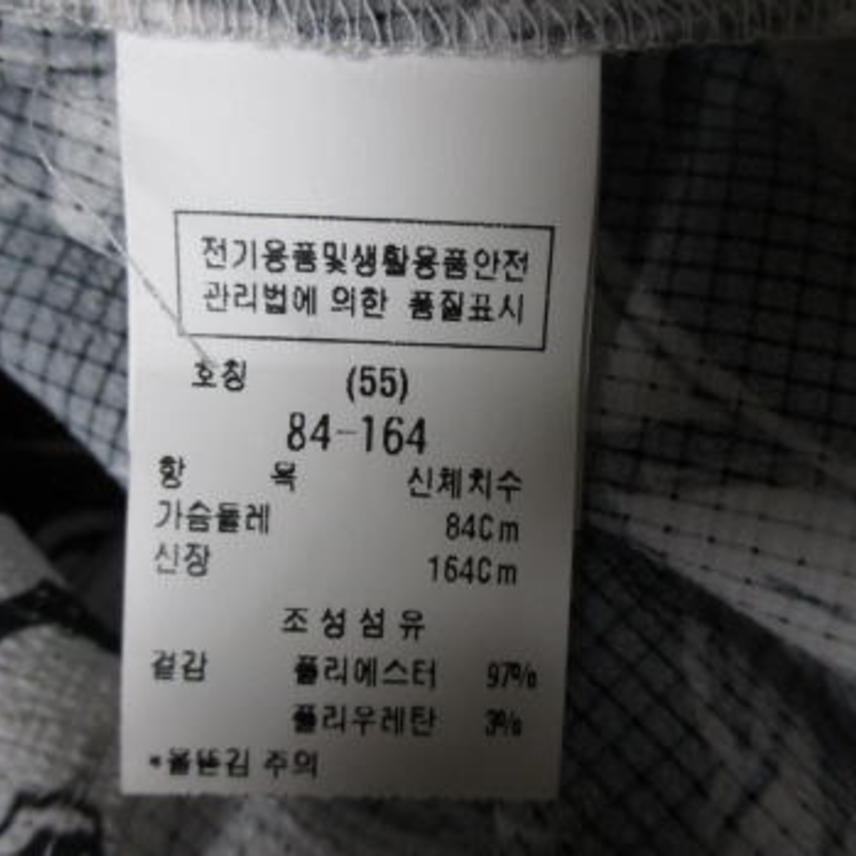 전기용품및생활용품안전
관리법에 의한 품질표시
호칭 (55)
84-164
항 목 신체치수
가슴둘레 84Cm
신장 164Cm
조성섬유
겉감 폴리에스터 97%
폴리우레탄 3%
*올뜯김 주의